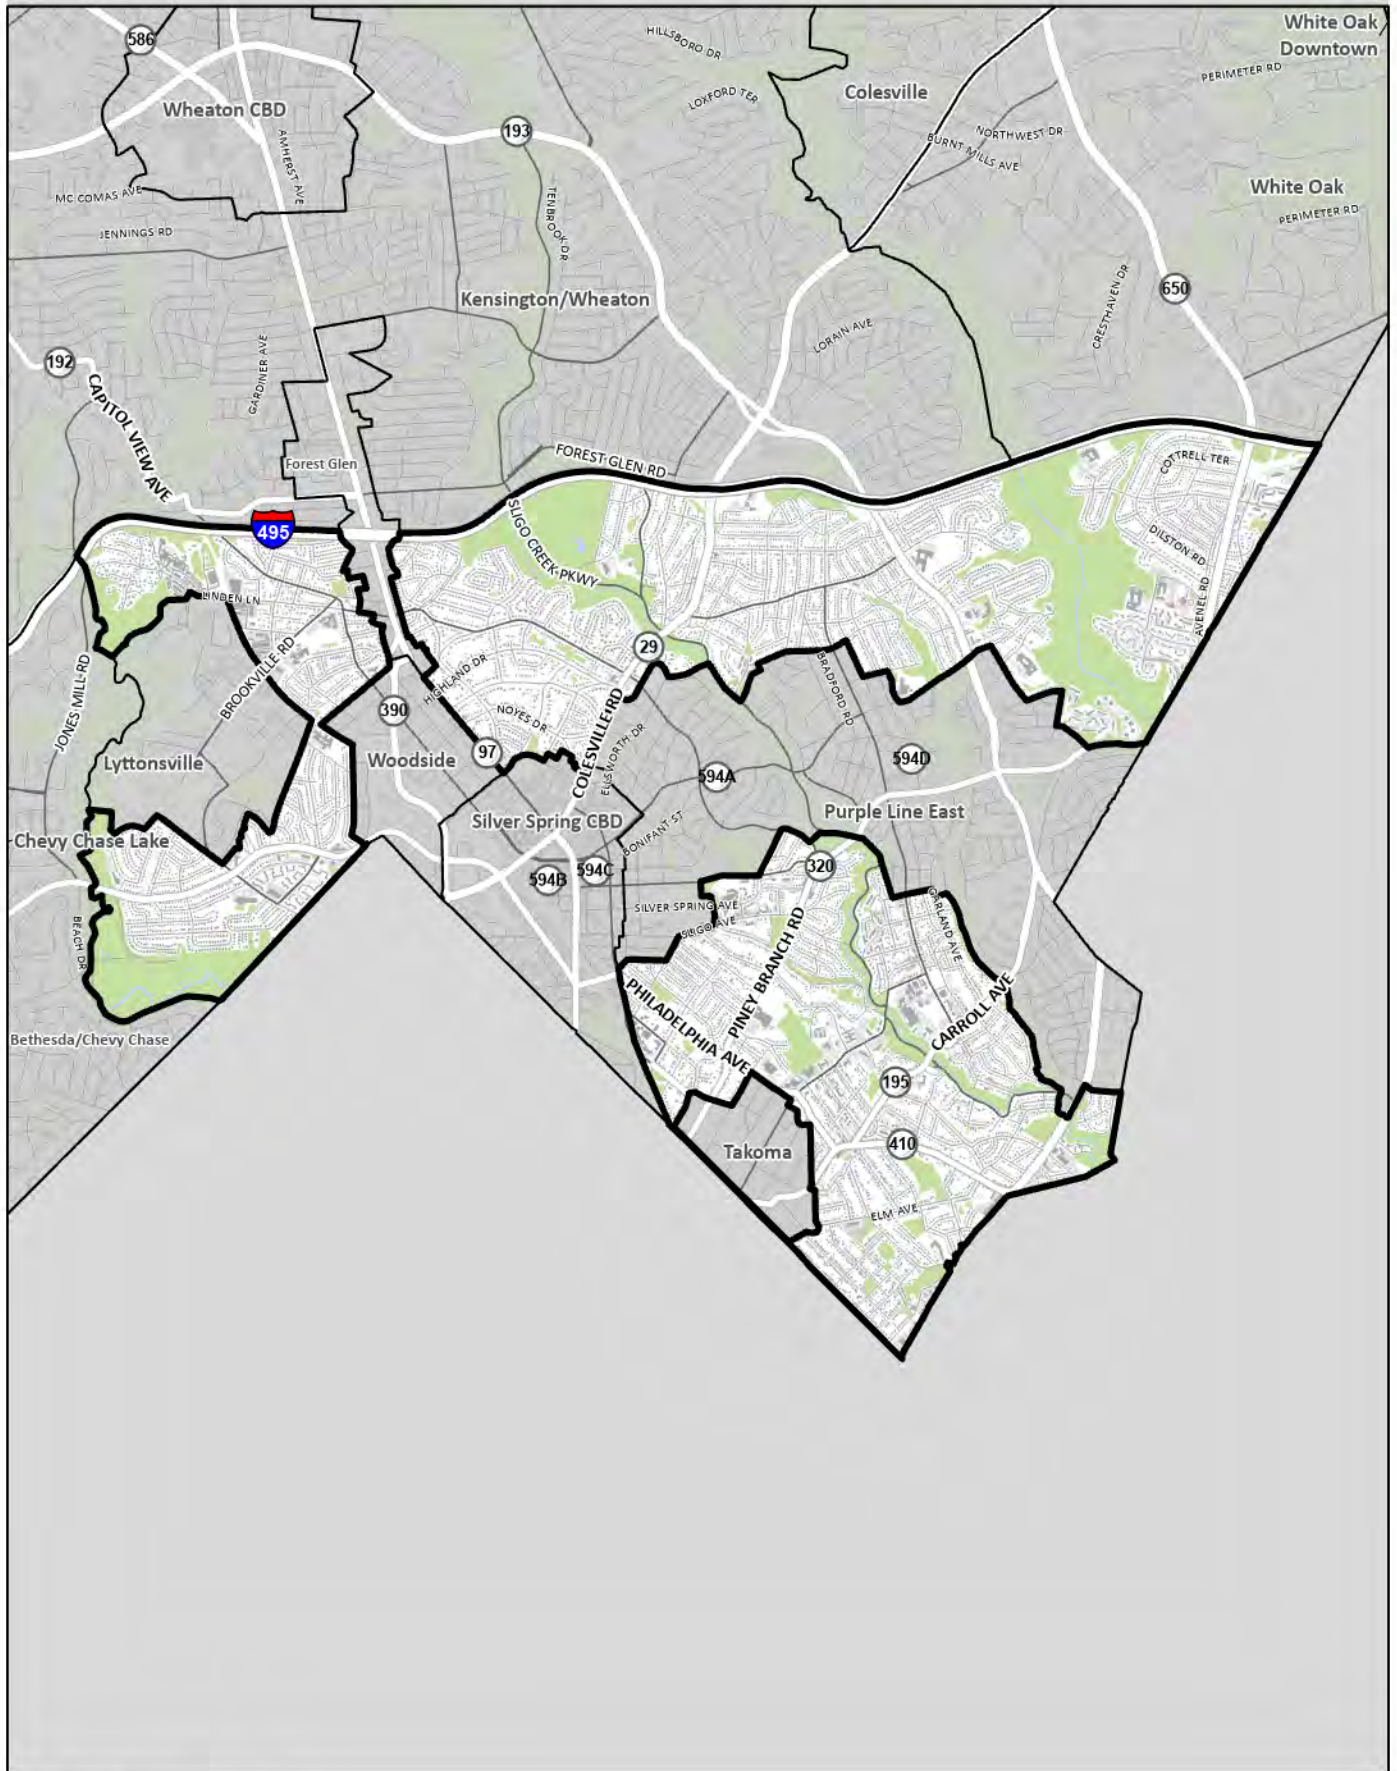 White Oak
Downtown
586
HILLSBORO DR
PERIMETER RD
LOXFORD TER
Colesville
Wheaton CBD
193
NORTHWEST DR
BURNT MILLS AVE
AMHERST AVE
MC COMAS AVE
White Oak
PERIMETER RD
TENBROOK DR
JENNINGS RD
650
Kensington/Wheaton
CRESTHAVEN DR
LORAIN AVE
192
GARDINER AVE
CAPITOL VIEW AVE
Forest Glen
FOREST GLEN RD
COTTRELL TER
495
SLIGO CREEK PKWY
DILSTON RD
LINDEN LN
AVENEL RD
29
BROOKVILLE RD
JONES MILL RD
HIGHLAND DR
BRADFORD RD
390
NOYES DR
COLESVILLE RD
ELLSWORTH DR
97
Lyttonsville
Woodside
594A
594D
Purple Line East
Silver Spring CBD
BONIFANT ST
Chevy Chase Lake
594B
594C
320
SILVER SPRING AVE
GARLAND AVE
SLIGO AVE
BEACH DR
PINEY BRANCH RD
PHILADELPHIA AVE
CARROLL AVE
Bethesda/Chevy Chase
195
410
Takoma
ELM AVE